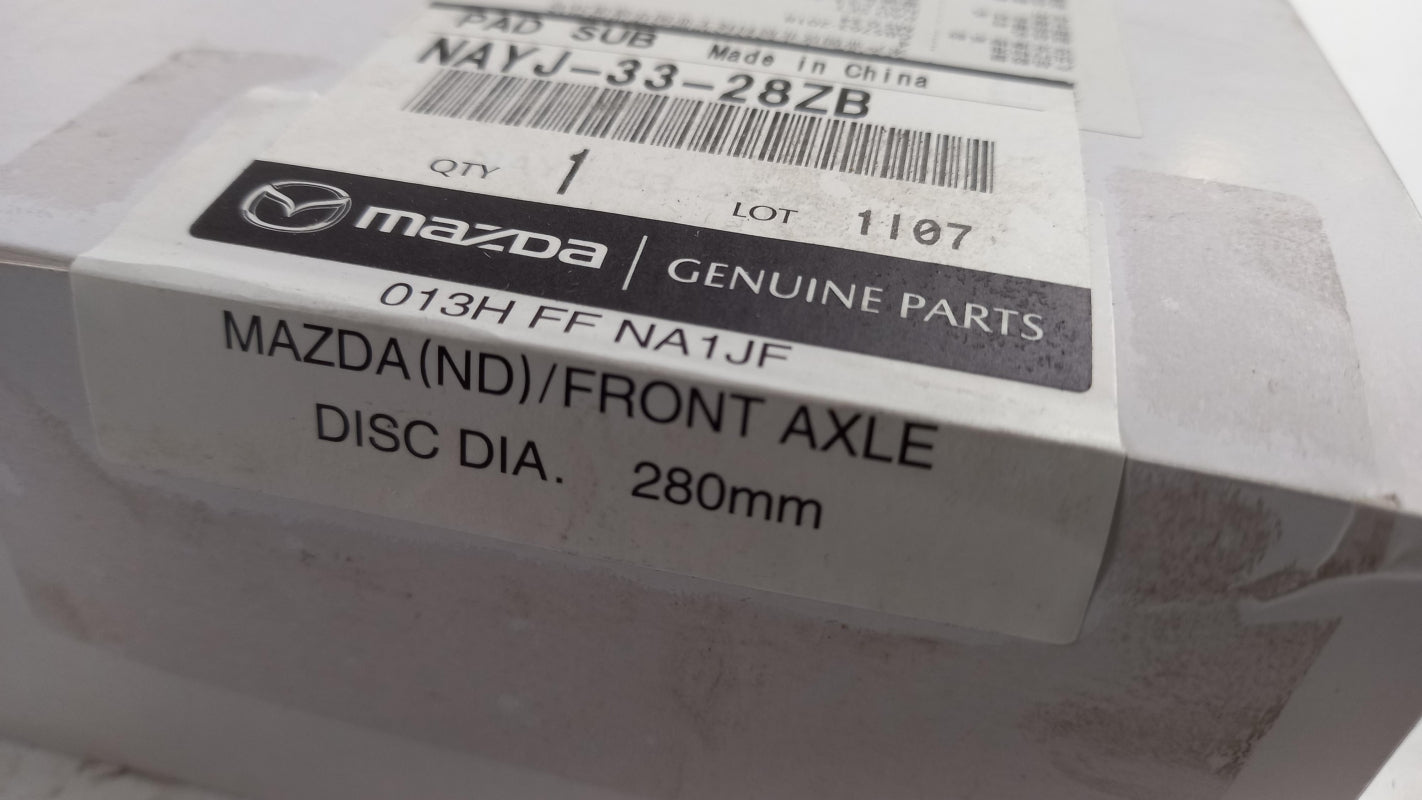 PAD SUB Made in China
NAYJ-33-28ZB
QTY 1 LOT 1107
mazda GENUINE PARTS
013H FF NA1JF
MAZDA(ND)/FRONT AXLE
DISC DIA. 280mm